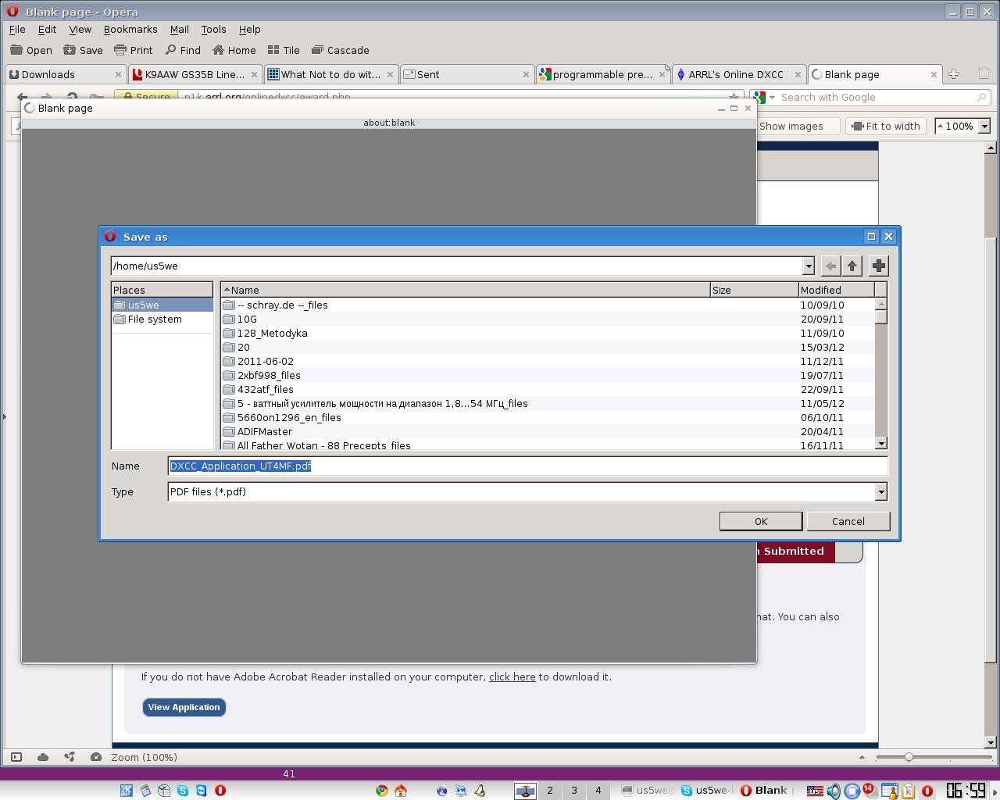 Blank page - Opera
File Edit View Bookmarks Mail Tools Help
Open Save Print Find Home Tile Cascade
Downloads K9AAW GS35B Line... What Not to do wit... Sent programmable pre... ARRL's Online DXCC Blank page
Secure p1k.arrl.org/onlinedxcc/award.php Search with Google
Blank page
about:blank
Show images Fit to width 100%
Save as
/home/us5we
Places Name Size Modified
us5we
File system
-- schray.de --_files 10/09/10
10G 20/09/11
128_Metodyka 11/09/10
20 15/03/12
2011-06-02 11/12/11
2xbf998_files 19/07/11
432atf_files 22/09/11
5 - ваттный усилитель мощности на диапазон 1,8...54 МГц_files 11/05/12
5660on1296_en_files 06/10/11
ADIFMaster 20/04/11
All Father Wotan - 88 Precepts_files 16/11/11
Name DXCC_Application_UT4MF.pdf
Type PDF files (*.pdf)
OK Cancel
Submitted
You can also
If you do not have Adobe Acrobat Reader installed on your computer, click here to download it.
View Application
Zoom (100%)
41
2 3 4 us5we@ us5we- Blank 14 06:59